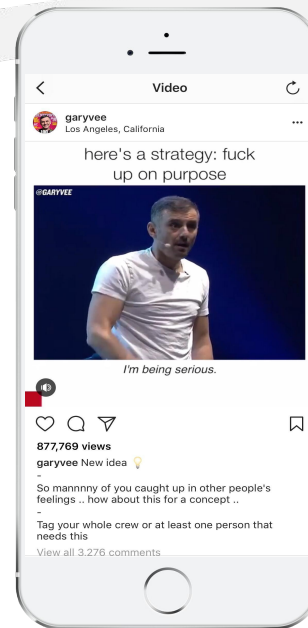 Video
garyvee
Los Angeles, California
here's a strategy: fuck
up on purpose
@GARYVEE
I'm being serious.
877,769 views
garyvee New idea 💡
-
So mannnny of you caught up in other people's
feelings .. how about this for a concept ..
-
Tag your whole crew or at least one person that
needs this
View all 3,276 comments